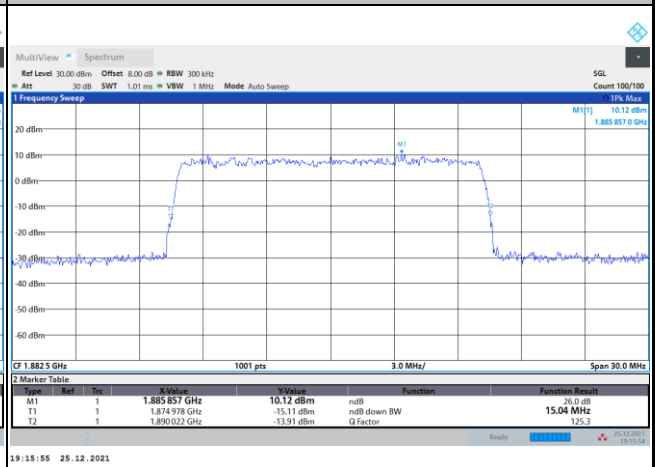 MultiView Spectrum
Ref Level 30.00 dBm Offset 8.00 dB RBW 300 kHz SGL
Att 30 dB SWT 1.01 ms VBW 1 MHz Mode Auto Sweep Count 100/100
1 Frequency Sweep 1Pk Max
M1[1] 10.12 dBm
1.885 857 0 GHz
20 dBm
M1
10 dBm
0 dBm
-10 dBm
T1 T2
-20 dBm
-30 dBm
-40 dBm
-50 dBm
-60 dBm
CF 1.882 5 GHz 1001 pts 3.0 MHz/ Span 30.0 MHz
2 Marker Table
Type Ref Trc X-Value Y-Value Function Function Result
M1 1 1.885 857 GHz 10.12 dBm ndB 26.0 dB
T1 1 1.874 978 GHz -15.11 dBm ndB down BW 15.04 MHz
T2 1 1.890 022 GHz -13.91 dBm Q Factor 125.3
Ready 25.12.2021
19:15:54
19:15:55 25.12.2021